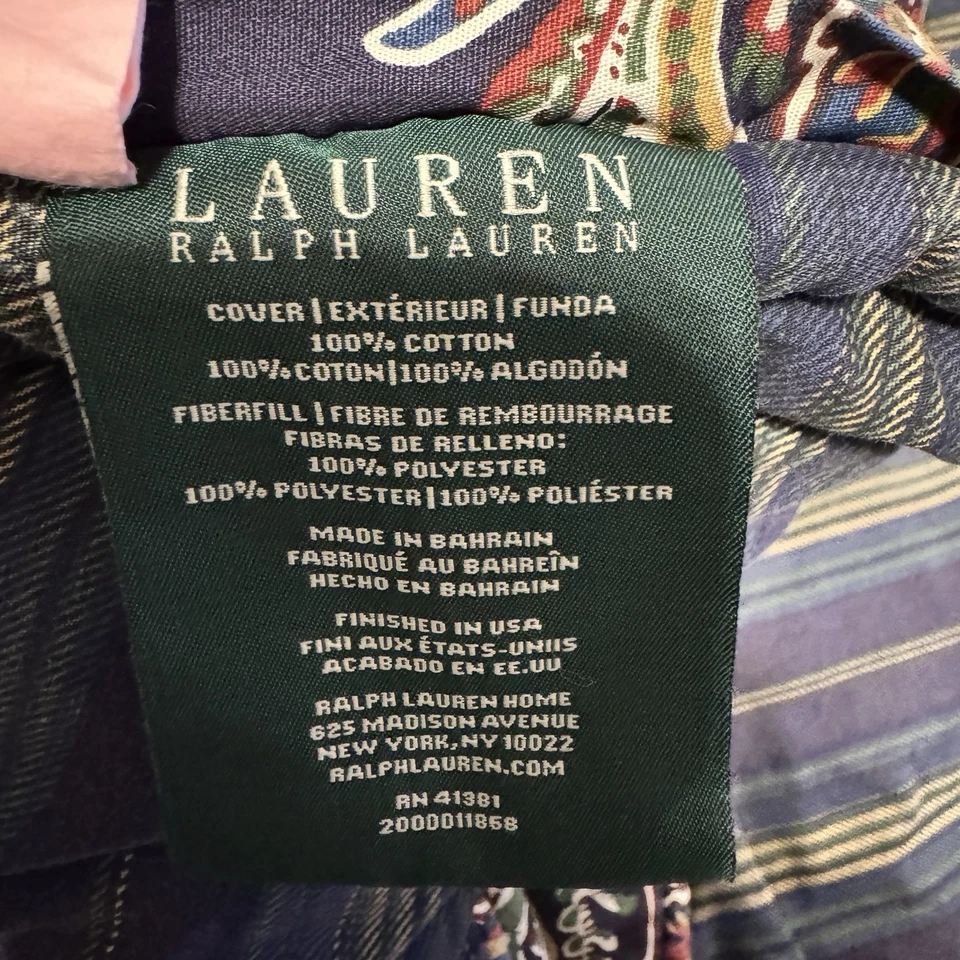 LAUREN
RALPH LAUREN
COVER | EXTÉRIEUR | FUNDA
100% COTTON
100% COTON|100% ALGODÓN
FIBERFILL | FIBRE DE REMBOURRAGE
FIBRAS DE RELLENO:
100% POLYESTER
100% POLYESTER|100% POLIÉSTER
MADE IN BAHRAIN
FABRIQUÉ AU BAHREÎN
HECHO EN BAHRAIN
FINISHED IN USA
FINI AUX ÉTATS-UNIIS
ACABADO EN EE.UU
RALPH LAUREN HOME
625 MADISON AVENUE
NEW YORK, NY 10022
RALPHLAUREN.COM
RN 41381
2000011858